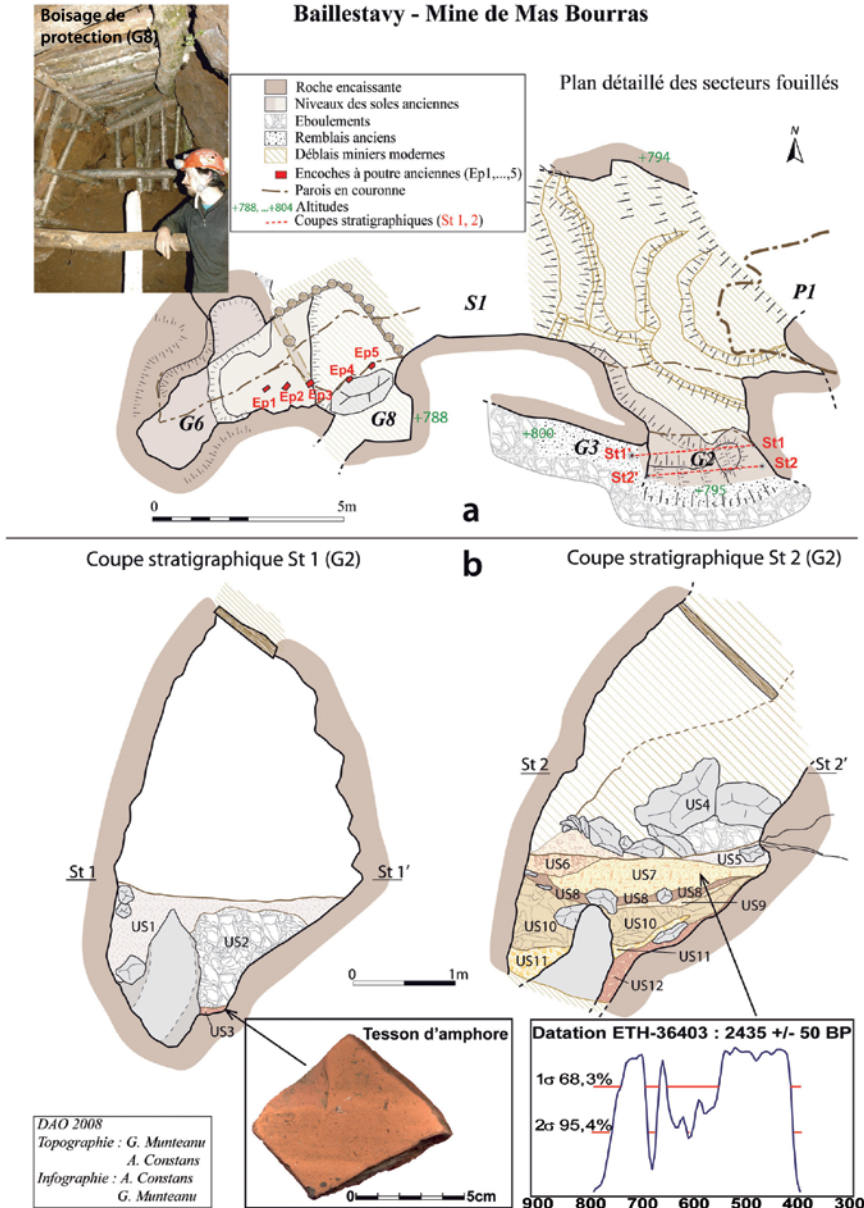 Baillestavy - Mine de Mas Bourras
Boisage de
protection (G8)
Plan détaillé des secteurs fouillés
Roche encaissante
Niveaux des soles anciennes
Eboulements
Remblais anciens
Déblais miniers modernes
Encoches à poutre anciennes (Ep1,...,5)
Parois en couronne
+788, ...+804 Altitudes
Coupes stratigraphiques (St 1, 2)
N
+794
S1
P1
Ep5
Ep4
Ep1
Ep2
Ep3
G6
G8
+788
+800
G3
St1'
G2
St1
St2'
St2
+795
0
5m
a
Coupe stratigraphique St 1 (G2)
b
Coupe stratigraphique St 2 (G2)
St 1
St 1'
US1
US2
US3
0
1m
St 2
St 2'
US4
US5
US6
US7
US8
US8
US8
US9
US10
US10
US11
US11
US12
Tesson d'amphore
0
5cm
Datation ETH-36403 : 2435 +/- 50 BP
1σ 68,3%
2σ 95,4%
900 800 700 600 500 400 300
DAO 2008
Topographie : G. Munteanu
A. Constans
Infographie : A. Constans
G. Munteanu